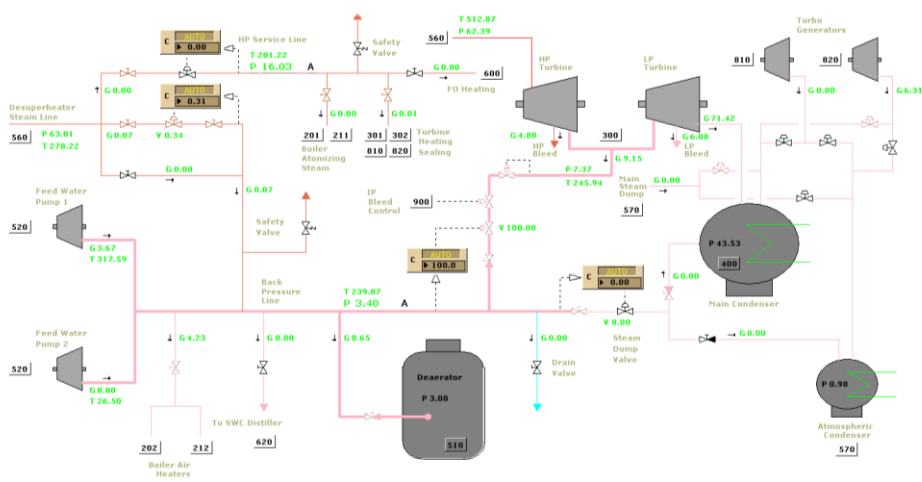 C AUTO
0.00
HP Service Line
T 201.22
P 16.03
A
Safety
Valve
T 512.87
P 62.39
560
HP
Turbine
LP
Turbine
Turbo
Generators
810
820
G 0.00
C AUTO
0.31
G 0.00
600
FO Heating
G 0.00
G 6.31
Desuperheater
Steam Line
560
P 63.01
T 270.22
G 0.07
V 0.34
G 0.00
201
211
Boiler
Atomizing
Steam
G 0.01
301
302
810
820
Turbine
Heating
Sealing
G 4.80
HP
Bleed
300
G 9.15
G 21.42
G 6.08
LP
Bleed
G 0.00
P 7.37
T 245.94
Main
Steam
Dump
G 0.00
570
Feed Water
Pump 1
520
G 0.07
IP
Bleed
Control
900
G 3.67
T 317.59
Safety
Valve
V 100.00
C AUTO
100.0
P 43.53
400
Main Condenser
Back
Pressure
Line
T 239.87
P 3.40
A
C AUTO
0.00
G 0.00
V 0.00
Steam
Dump
Valve
G 0.00
Feed Water
Pump 2
520
G 0.00
T 26.50
G 4.23
G 0.00
G 8.65
G 0.00
Drain
Valve
Deaerator
P 3.00
510
P 0.90
Atmospheric
Condenser
570
To SWC Distiller
620
202
212
Boiler Air
Heaters